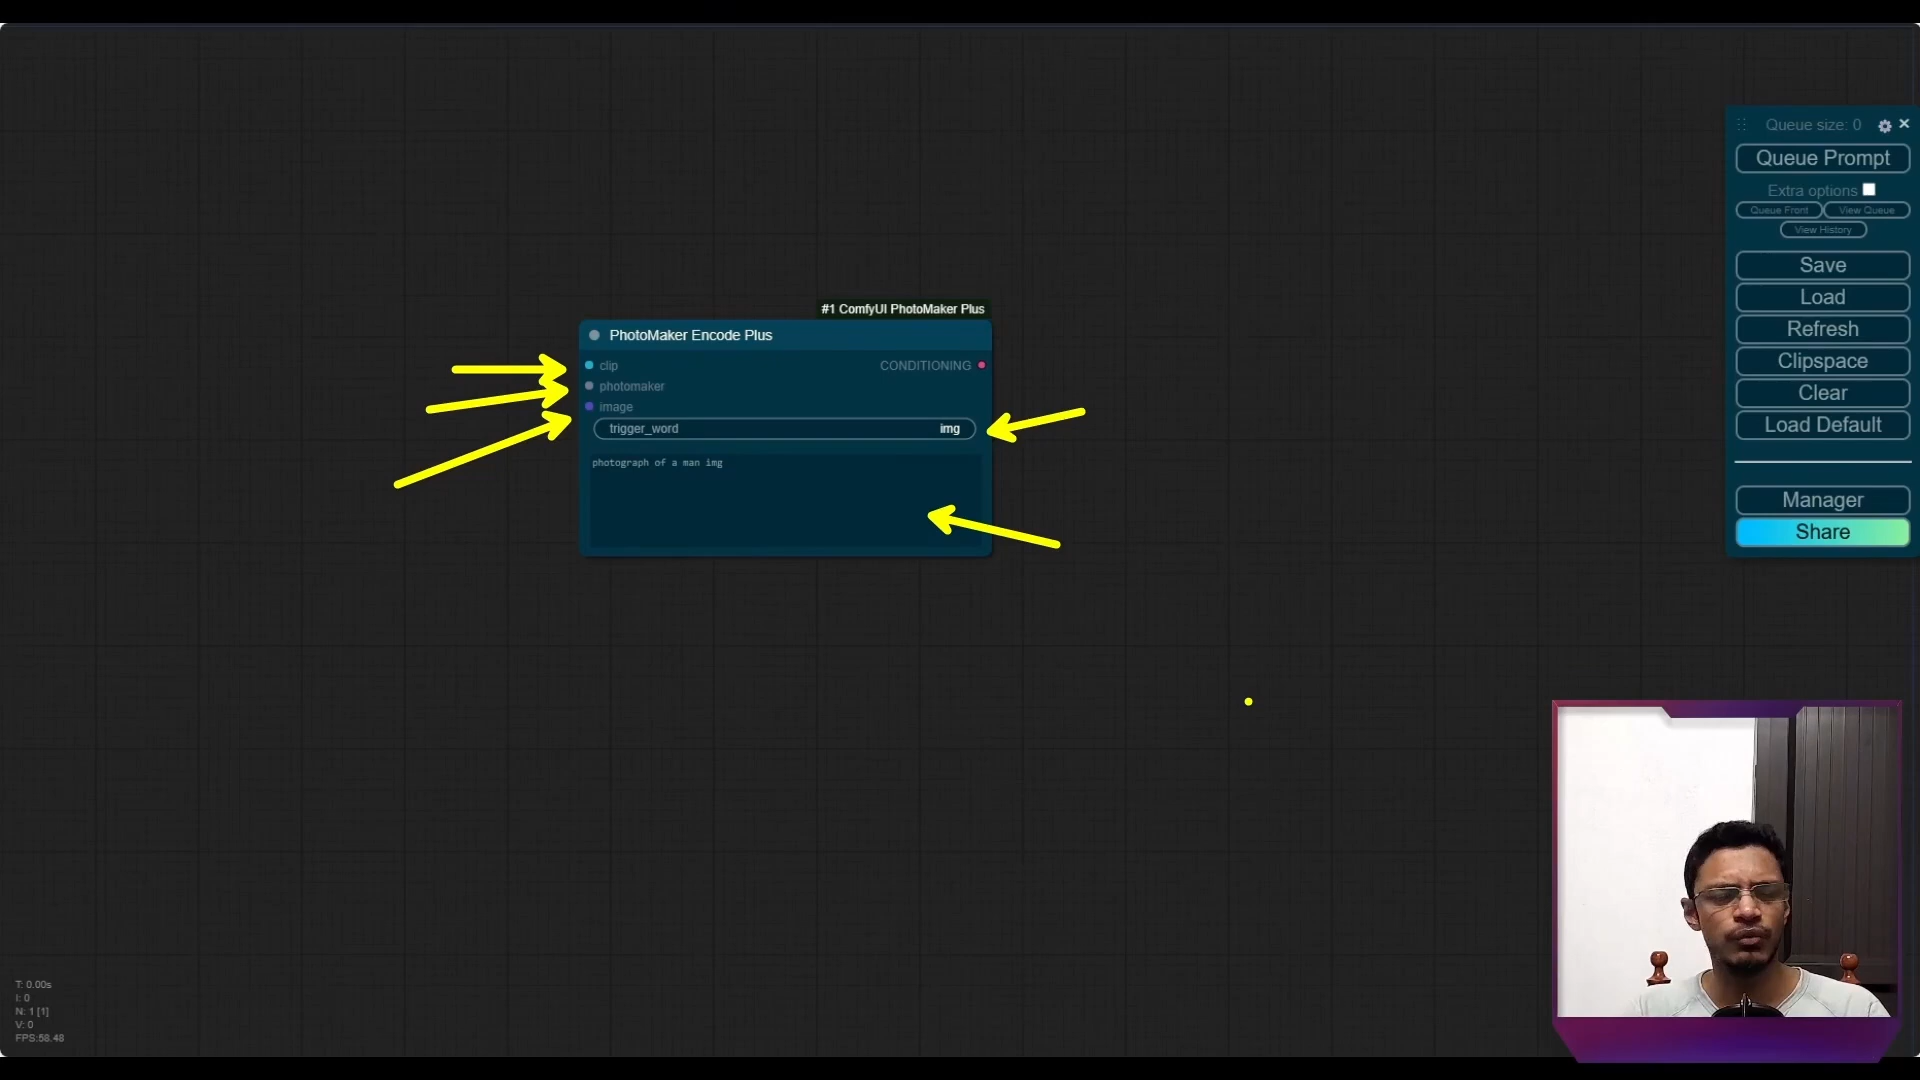 Queue size: 0
Queue Prompt
Extra options
Queue Front View Queue
View History
Save
Load
Refresh
Clipspace
Clear
Load Default
Manager
Share
#1 ComfyUI PhotoMaker Plus
PhotoMaker Encode Plus
clip CONDITIONING
photomaker
image
trigger_word img
photograph of a man img
T: 0.00s
I: 0
N: 1 [1]
V: 0
FPS:58.48